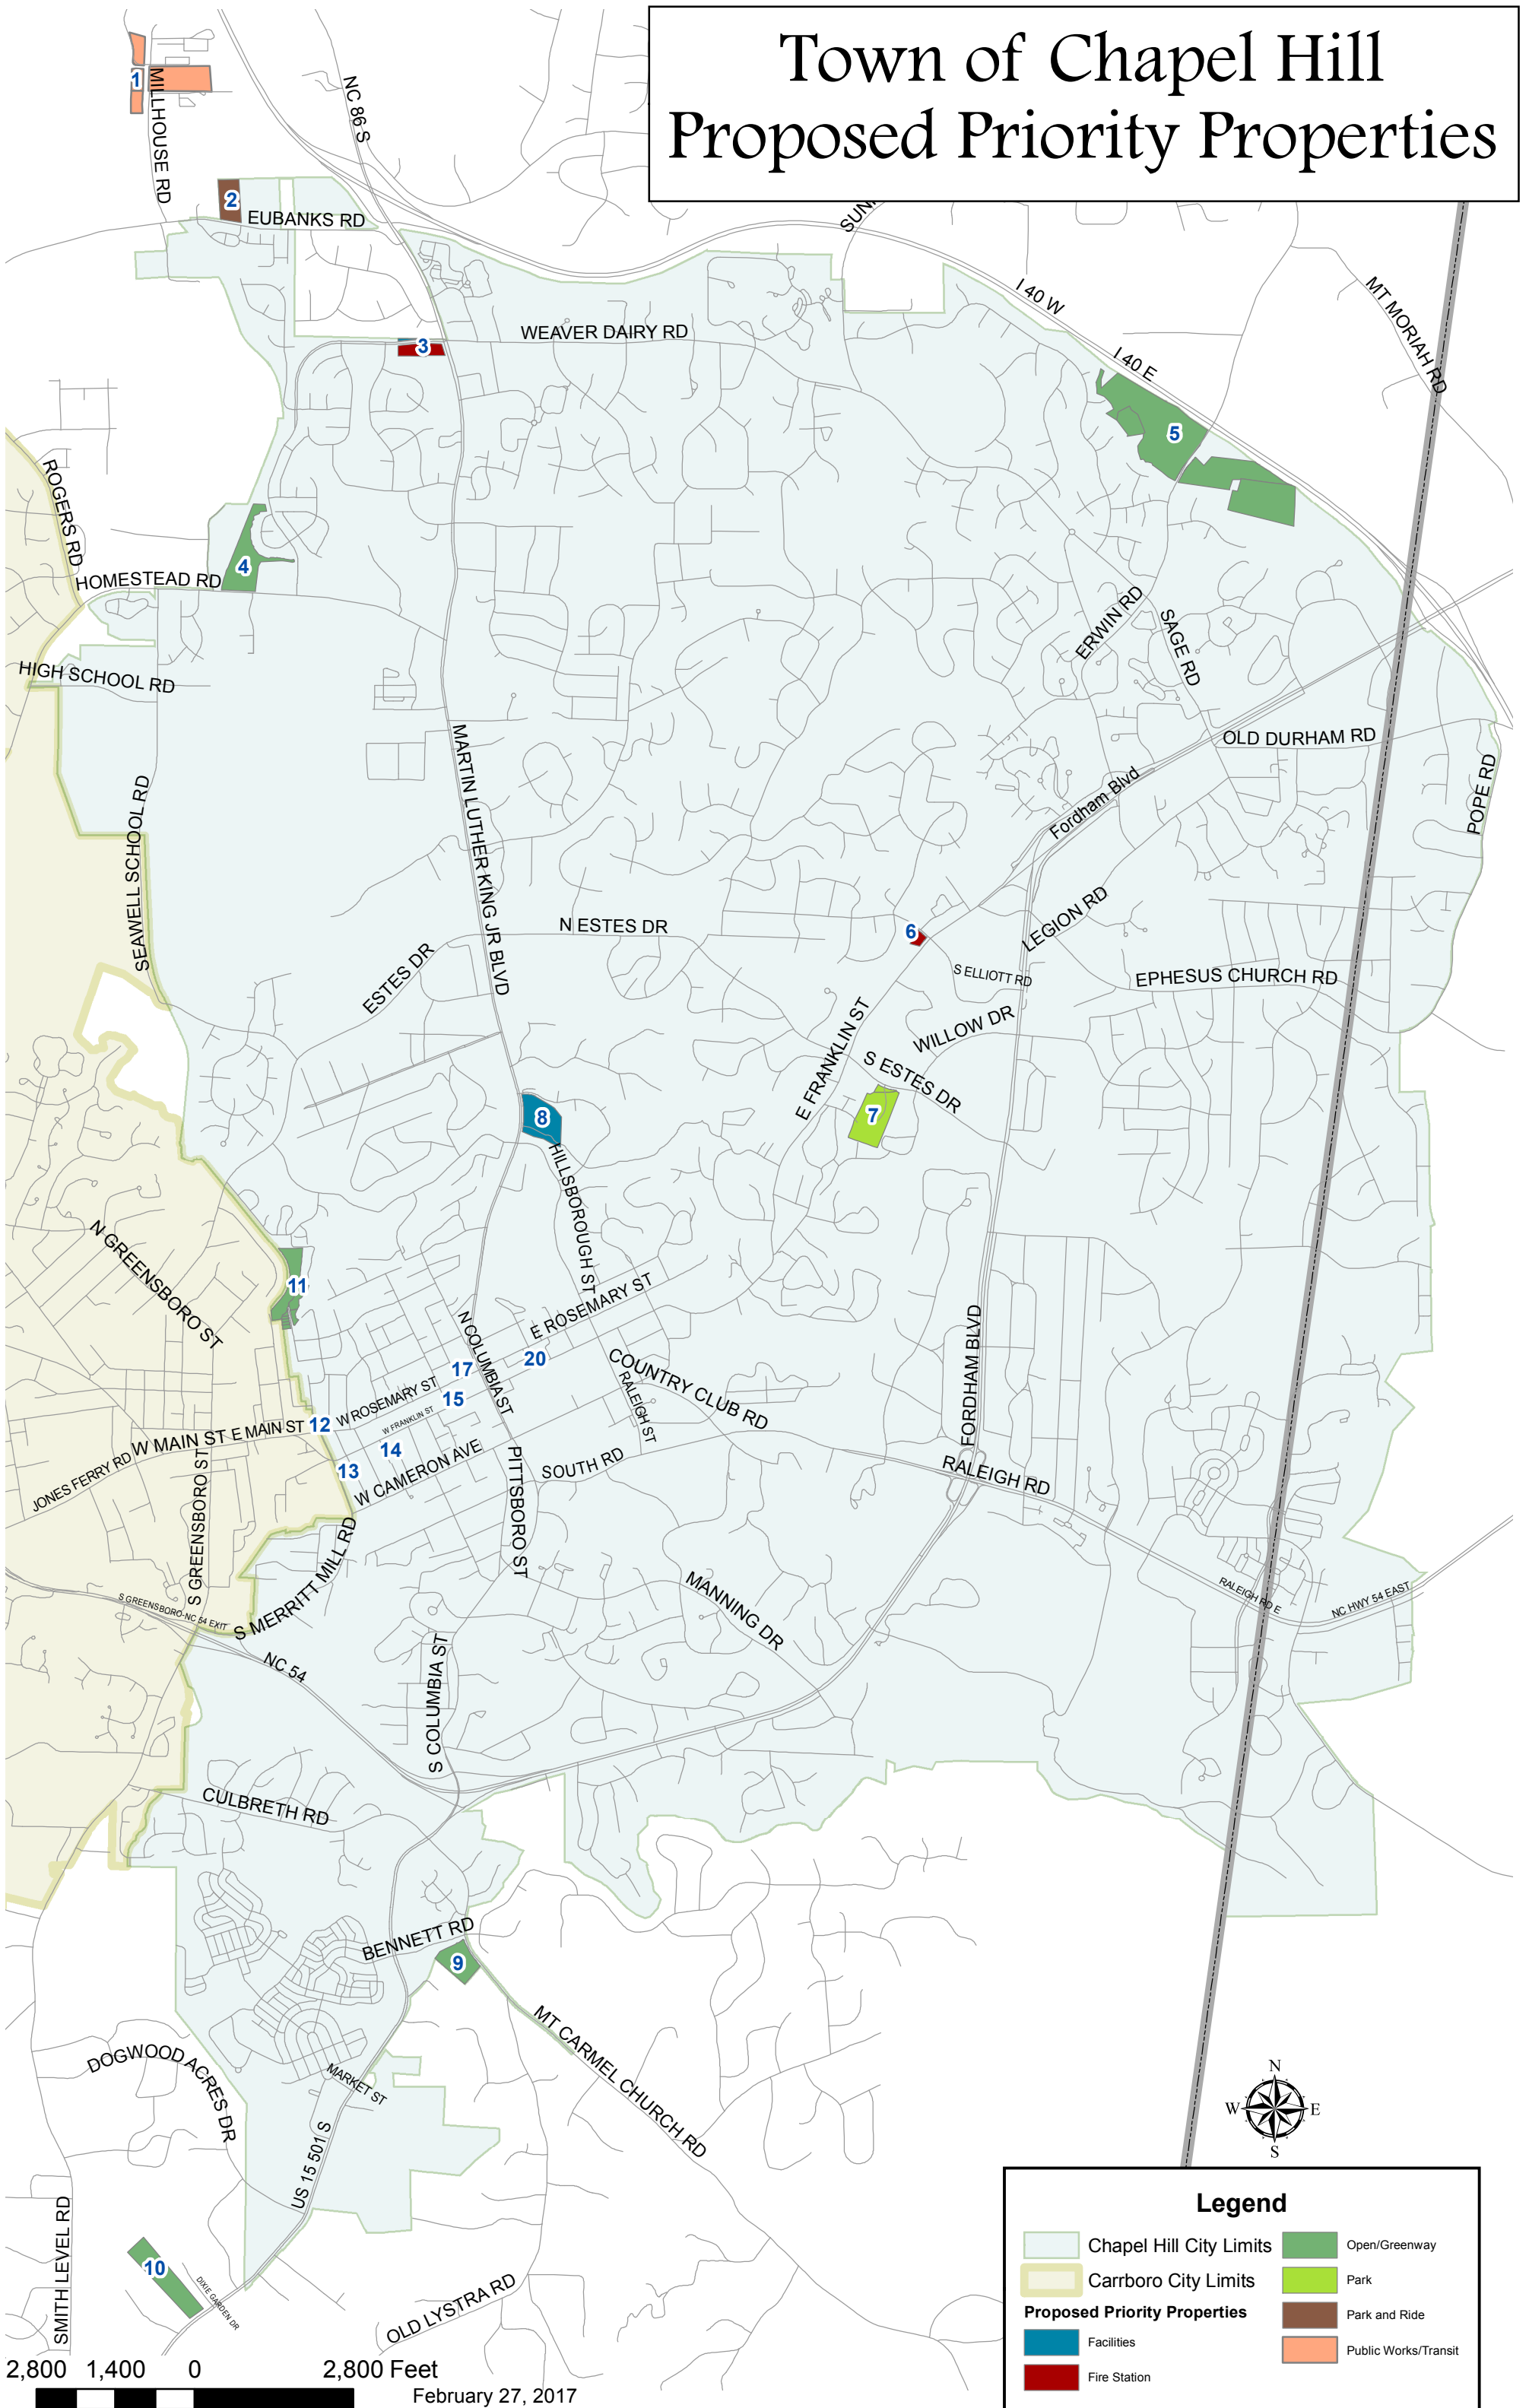 Town of Chapel Hill
Proposed Priority Properties
1
MILLHOUSE RD
NC 86 S
2
EUBANKS RD
I 40 W
MT MORIAH RD
3
WEAVER DAIRY RD
I 40 E
5
ROGERS RD
4
HOMESTEAD RD
ERWIN RD
SAGE RD
HIGH SCHOOL RD
MARTIN LUTHER KING JR BLVD
OLD DURHAM RD
POPE RD
Fordham Blvd
SEAWELL SCHOOL RD
N ESTES DR
6
LEGION RD
ESTES DR
S ELLIOTT RD
EPHESUS CHURCH RD
E FRANKLIN ST
WILLOW DR
S ESTES DR
7
8
HILLSBOROUGH ST
N GREENSBORO ST
11
E ROSEMARY ST
N COLUMBIA ST
20
17
COUNTRY CLUB RD
FORDHAM BLVD
15
RALEIGH ST
W ROSEMARY ST
W FRANKLIN ST
12
W MAIN ST
E MAIN ST
14
13
W CAMERON AVE
JONES FERRY RD
S GREENSBORO ST
PITTSBORO ST
SOUTH RD
RALEIGH RD
S MERRITT MILL RD
S GREENSBORO-NC 54 EXIT
MANNING DR
RALEIGH RD E
NC HWY 54 EAST
NC 54
S COLUMBIA ST
CULBRETH RD
BENNETT RD
9
MT CARMEL CHURCH RD
DOGWOOD ACRES DR
MARKET ST
US 15 501 S
SMITH LEVEL RD
10
DIXIE GARDEN DR
OLD LYSTRA RD
N
W
E
S
Legend
Chapel Hill City Limits
Carrboro City Limits
Proposed Priority Properties
Facilities
Fire Station
Open/Greenway
Park
Park and Ride
Public Works/Transit
2,800 1,400 0 2,800 Feet
February 27, 2017